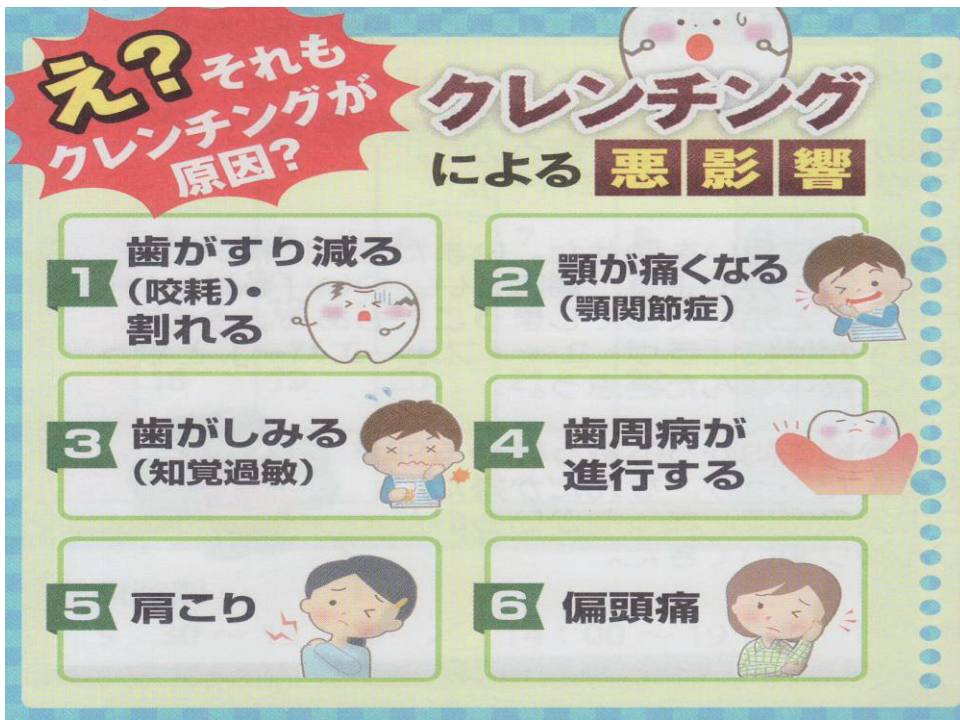 え?それも
クレンチングが
原因?
クレンチング
による悪影響
1 歯がすり減る
(咬耗)・
割れる
2 顎が痛くなる
(顎関節症)
3 歯がしみる
(知覚過敏)
4 歯周病が
進行する
5 肩こり
6 偏頭痛